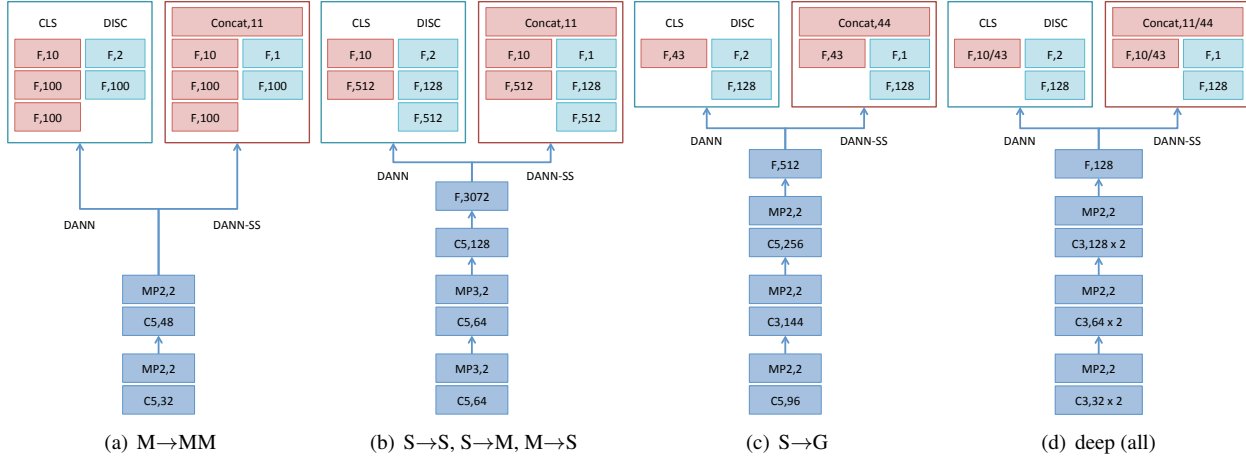 CLS DISC
Concat,11
F,10 F,2
F,10 F,1
F,100 F,100
F,100 F,100
F,100
F,100
DANN DANN-SS
MP2,2
C5,48
MP2,2
C5,32
(a) M→MM
CLS DISC
Concat,11
F,10 F,2
F,10 F,1
F,512 F,128
F,512 F,128
F,512
F,512
DANN DANN-SS
F,3072
C5,128
MP3,2
C5,64
MP3,2
C5,64
(b) S→S, S→M, M→S
CLS DISC
Concat,44
F,43 F,2
F,43 F,1
F,128
F,128
DANN DANN-SS
F,512
MP2,2
C5,256
MP2,2
C3,144
MP2,2
C5,96
(c) S→G
CLS DISC
Concat,11/44
F,10/43 F,2
F,10/43 F,1
F,128
F,128
DANN DANN-SS
F,128
MP2,2
C3,128 x 2
MP2,2
C3,64 x 2
MP2,2
C3,32 x 2
(d) deep (all)